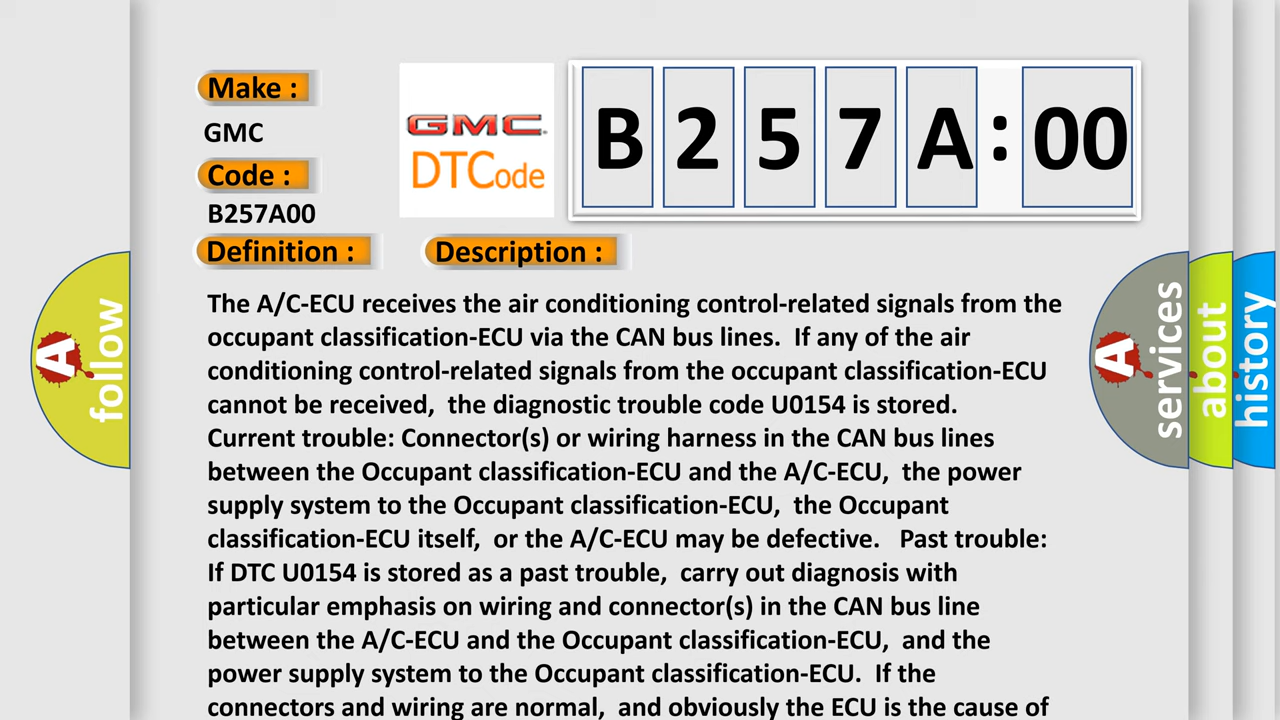 Make :
GMC
Code :
B257A00
Definition :
Description :
GMC
DTCode
B 2 5 7 A : 00
The A/C-ECU receives the air conditioning control-related signals from the
occupant classification-ECU via the CAN bus lines. If any of the air
conditioning control-related signals from the occupant classification-ECU
cannot be received, the diagnostic trouble code U0154 is stored.
Current trouble: Connector(s) or wiring harness in the CAN bus lines
between the Occupant classification-ECU and the A/C-ECU, the power
supply system to the Occupant classification-ECU, the Occupant
classification-ECU itself, or the A/C-ECU may be defective. Past trouble:
If DTC U0154 is stored as a past trouble, carry out diagnosis with
particular emphasis on wiring and connector(s) in the CAN bus line
between the A/C-ECU and the Occupant classification-ECU, and the
power supply system to the Occupant classification-ECU. If the
connectors and wiring are normal, and obviously the ECU is the cause of
A
follow
A
services
about
history